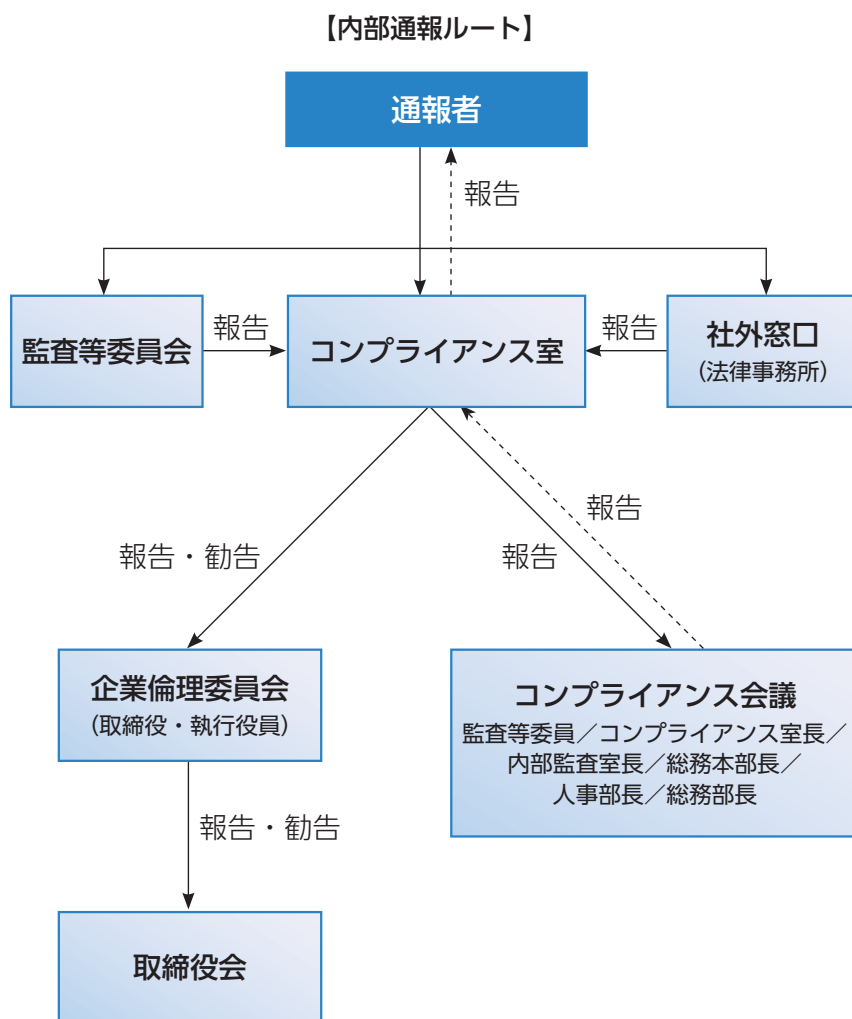 【内部通報ルート】
通報者
報告
監査等委員会
報告
コンプライアンス室
報告
社外窓口
（法律事務所）
報告
報告・勧告
報告
企業倫理委員会
（取締役・執行役員）
コンプライアンス会議
監査等委員／コンプライアンス室長／
内部監査室長／総務本部長／
人事部長／総務部長
報告・勧告
取締役会